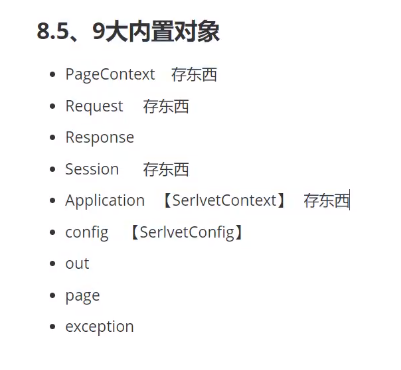 8.5、9大内置对象
PageContext 存东西
Request 存东西
Response
Session 存东西
Application 【SerlvetContext】 存东西
config 【SerlvetConfig】
out
page
exception